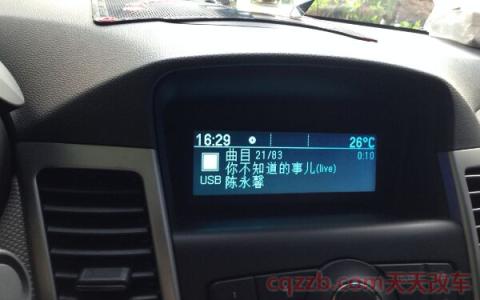 16:29 26°C
曲目 21/83 0:10
你不知道的事儿(live)
USB 陈永馨
cqzzb.com天天改车